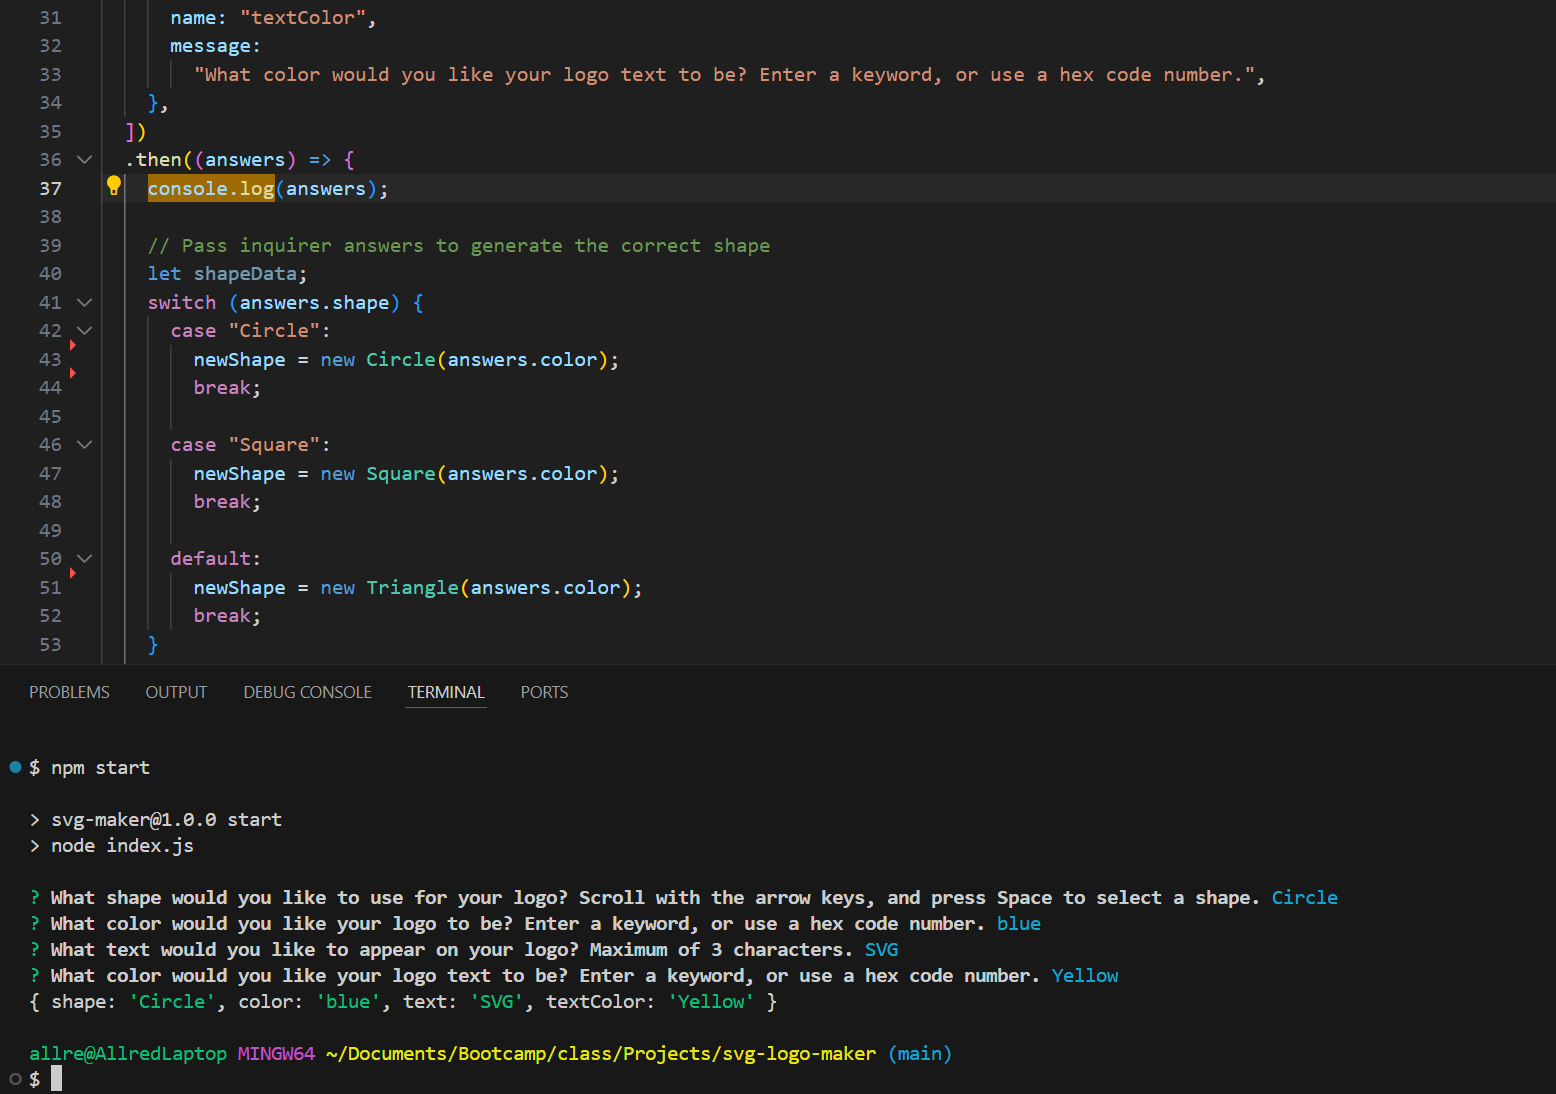 31 name: "textColor",
32 message:
33 "What color would you like your logo text to be? Enter a keyword, or use a hex code number.",
34 },
35 ])
36 .then((answers) => {
37 console.log(answers);
38
39 // Pass inquirer answers to generate the correct shape
40 let shapeData;
41 switch (answers.shape) {
42 case "Circle":
43 newShape = new Circle(answers.color);
44 break;
45
46 case "Square":
47 newShape = new Square(answers.color);
48 break;
49
50 default:
51 newShape = new Triangle(answers.color);
52 break;
53 }
PROBLEMS OUTPUT DEBUG CONSOLE TERMINAL PORTS
$ npm start
> svg-maker@1.0.0 start
> node index.js
? What shape would you like to use for your logo? Scroll with the arrow keys, and press Space to select a shape. Circle
? What color would you like your logo to be? Enter a keyword, or use a hex code number. blue
? What text would you like to appear on your logo? Maximum of 3 characters. SVG
? What color would you like your logo text to be? Enter a keyword, or use a hex code number. Yellow
{ shape: 'Circle', color: 'blue', text: 'SVG', textColor: 'Yellow' }
allre@AllredLaptop MINGW64 ~/Documents/Bootcamp/class/Projects/svg-logo-maker (main)
$